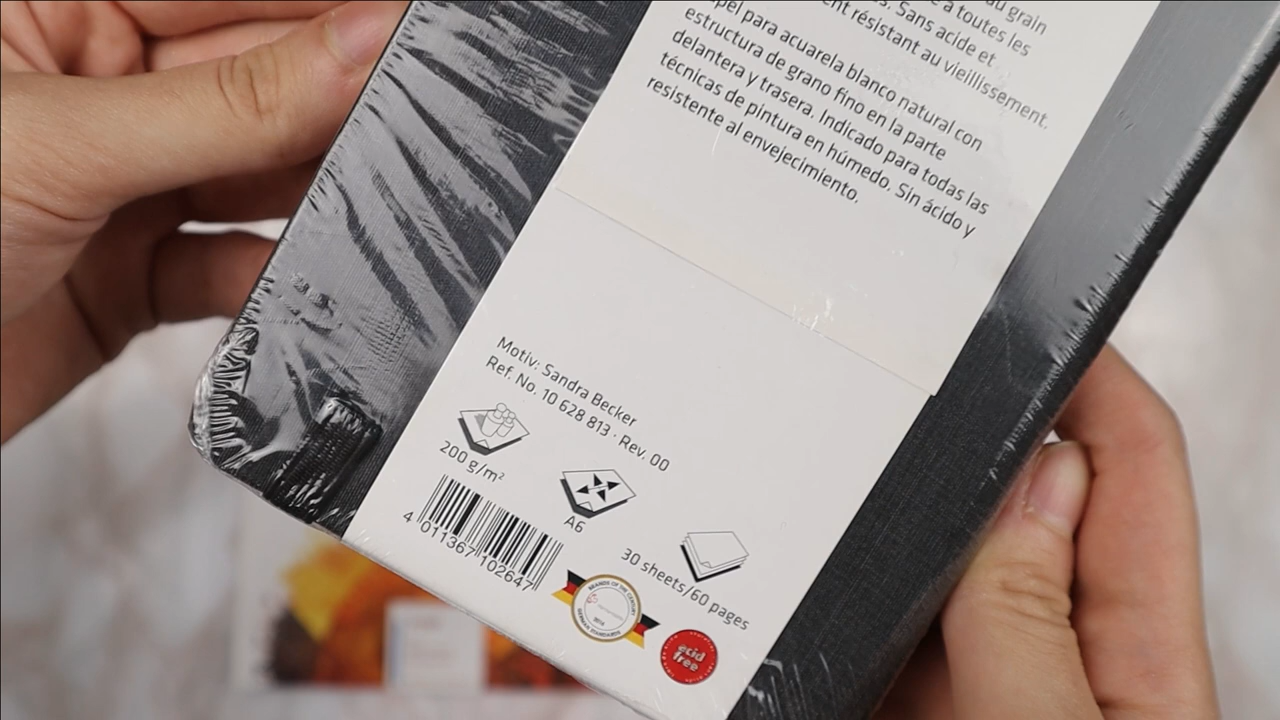 au grain
à toutes les
. Sans acide et
résistant au vieillissement.
para acuarela blanco natural con
estructura de grano fino en la parte
delantera y trasera. Indicado para todas las
técnicas de pintura en húmedo. Sin ácido y
resistente al envejecimiento.
Motiv: Sandra Becker
Ref. No. 10 628 813 · Rev. 00
200 g/m²
A6
30 sheets/60 pages
4 011367 102647
BRANDS OF THE CENTURY
GERMAN STANDARDS
acid
free